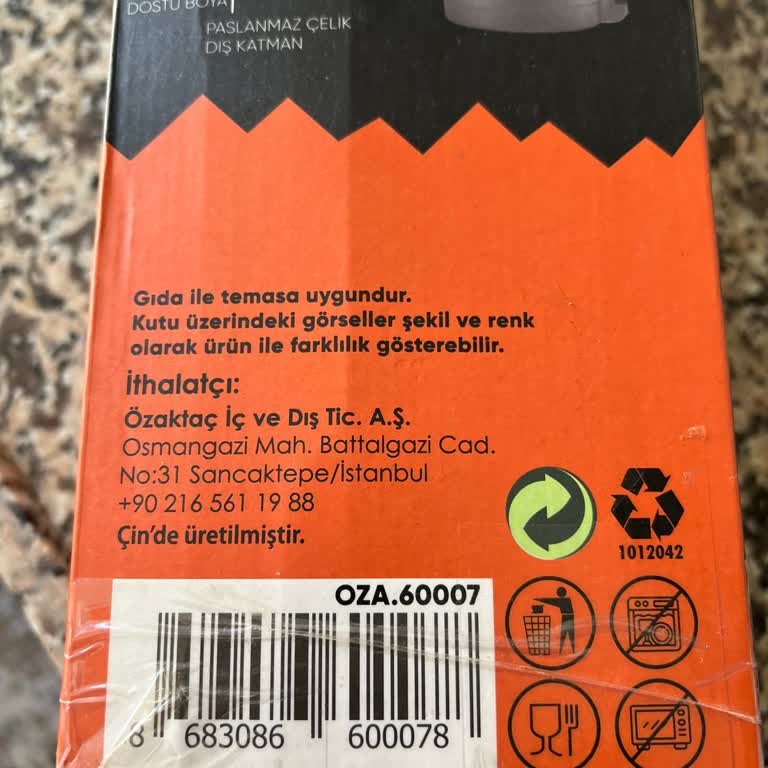 DOSTU BOYA
PASLANMAZ ÇELİK
DIŞ KATMAN
Gıda ile temasa uygundur.
Kutu üzerindeki görseller şekil ve renk
olarak ürün ile farklılık gösterebilir.
İthalatçı:
Özaktaç İç ve Dış Tic. A.Ş.
Osmangazi Mah. Battalgazi Cad.
No:31 Sancaktepe/İstanbul
+90 216 561 19 88
Çin'de üretilmiştir.
1012042
OZA.60007
8 683086 600078